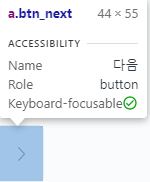 a.btn_next 44 × 55
ACCESSIBILITY
Name 다음
Role button
Keyboard-focusable